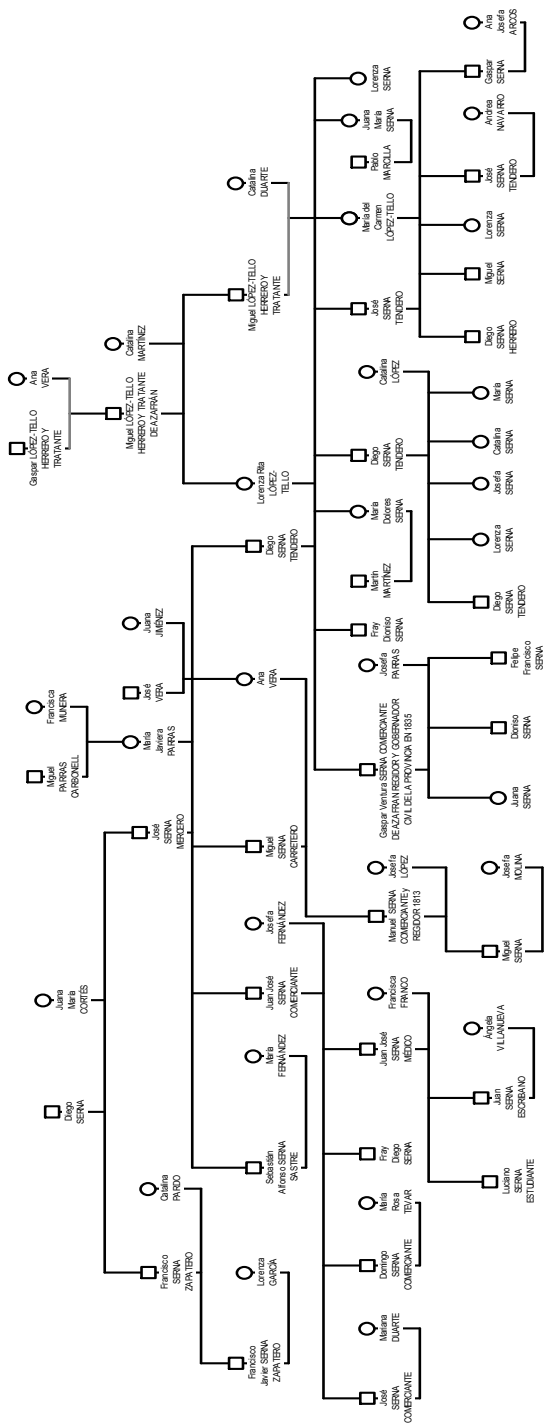 Gaspar LÓPEZ-TELLO
HERRERO Y
TRATANTE
Ana
VERA
Diego
SERNA
Juana
María
CORTÉS
Miguel
PARRAS
CARBONELL
Francisca
MUNERA
Miguel LÓPEZ-TELLO
HERRERO Y TRATANTE
DE AZAFRÁN
Catalina
MARTÍNEZ
Francisco
SERNA
ZAPATERO
Catalina
PARDO
José
SERNA
MERCERO
María
Javiera
PARRAS
José
VERA
Juana
JIMÉNEZ
Lorenza Rita
LÓPEZ-
TELLO
Miguel LÓPEZ-TELLO
HERRERO Y
TRATANTE
Catalina
DUARTE
Francisco
Javier SERNA
ZAPATERO
Lorenza
GARCÍA
Sebastián
Alfonso SERNA
SASTRE
María
FERNÁNDEZ
Juan José
SERNA
COMERCIANTE
Josefa
FERNÁNDEZ
Miguel
SERNA
CARRETERO
Ana
VERA
Diego
SERNA
TENDERO
José
SERNA
COMERCIANTE
Mariana
DUARTE
Domingo
SERNA
COMERCIANTE
María
Rosa
TEVAR
Fray
Diego
SERNA
Juan José
SERNA
MÉDICO
Francisca
FRANCO
Manuel SERNA
COMERCIANTE y
REGIDOR 1813
Josefa
LÓPEZ
Gaspar Ventura SERNA COMERCIANTE
DE AZAFRAN REGIDOR Y GOBERNADOR
CIVIL DE LA PROVINCIA EN 1835
Josefa
PARRAS
Fray
Dioniso
SERNA
Martín
MARTÍNEZ
María
Dolores
SERNA
Diego
SERNA
TENDERO
Catalina
LÓPEZ
José
SERNA
TENDERO
María del
Carmen
LÓPEZ-TELLO
Pablo
MARCILLA
Juana
María
SERNA
Lorenza
SERNA
Luciano
SERNA
ESTUDIANTE
Juan
SERNA
ESCRIBANO
Ángela
VILLANUEVA
Miguel
SERNA
Josefa
MOLINA
Juana
SERNA
Dioniso
SERNA
Felipe
Francisco
SERNA
Diego
SERNA
TENDERO
Lorenza
SERNA
Josefa
SERNA
Catalina
SERNA
María
SERNA
Diego
SERNA
HERRERO
Miguel
SERNA
Lorenza
SERNA
José
SERNA
TENDERO
Andrea
NAVARRO
Gaspar
SERNA
Ana
Josefa
ARCOS